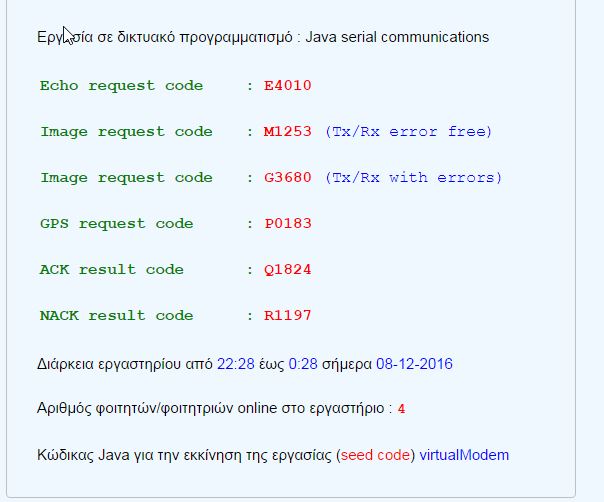 Εργασία σε δικτυακό προγραμματισμό : Java serial communications
Echo request code : E4010
Image request code : M1253 (Tx/Rx error free)
Image request code : G3680 (Tx/Rx with errors)
GPS request code : P0183
ACK result code : Q1824
NACK result code : R1197
Διάρκεια εργαστηρίου από 22:28 έως 0:28 σήμερα 08-12-2016
Αριθμός φοιτητών/φοιτητριών online στο εργαστήριο : 4
Κώδικας Java για την εκκίνηση της εργασίας (seed code) virtualModem